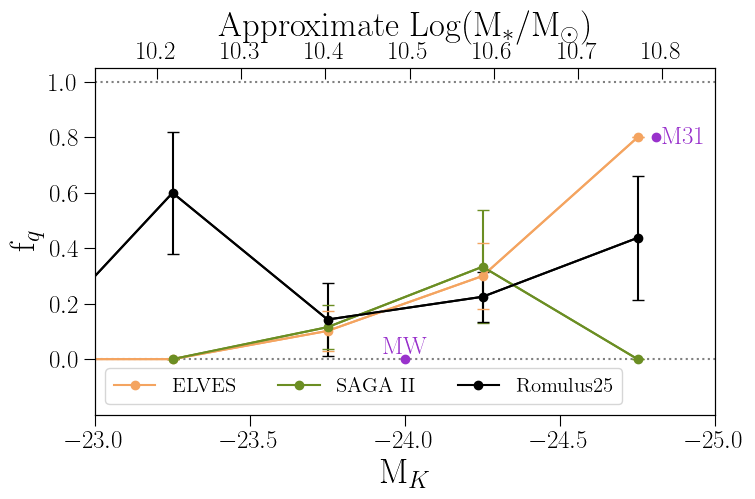 Approximate Log(M*/M⊙)
10.2 10.3 10.4 10.5 10.6 10.7 10.8
1.0
0.8
0.6
0.4
0.2
0.0
f_q
M31
MW
ELVES SAGA II Romulus25
−23.0 −23.5 −24.0 −24.5 −25.0
M_K